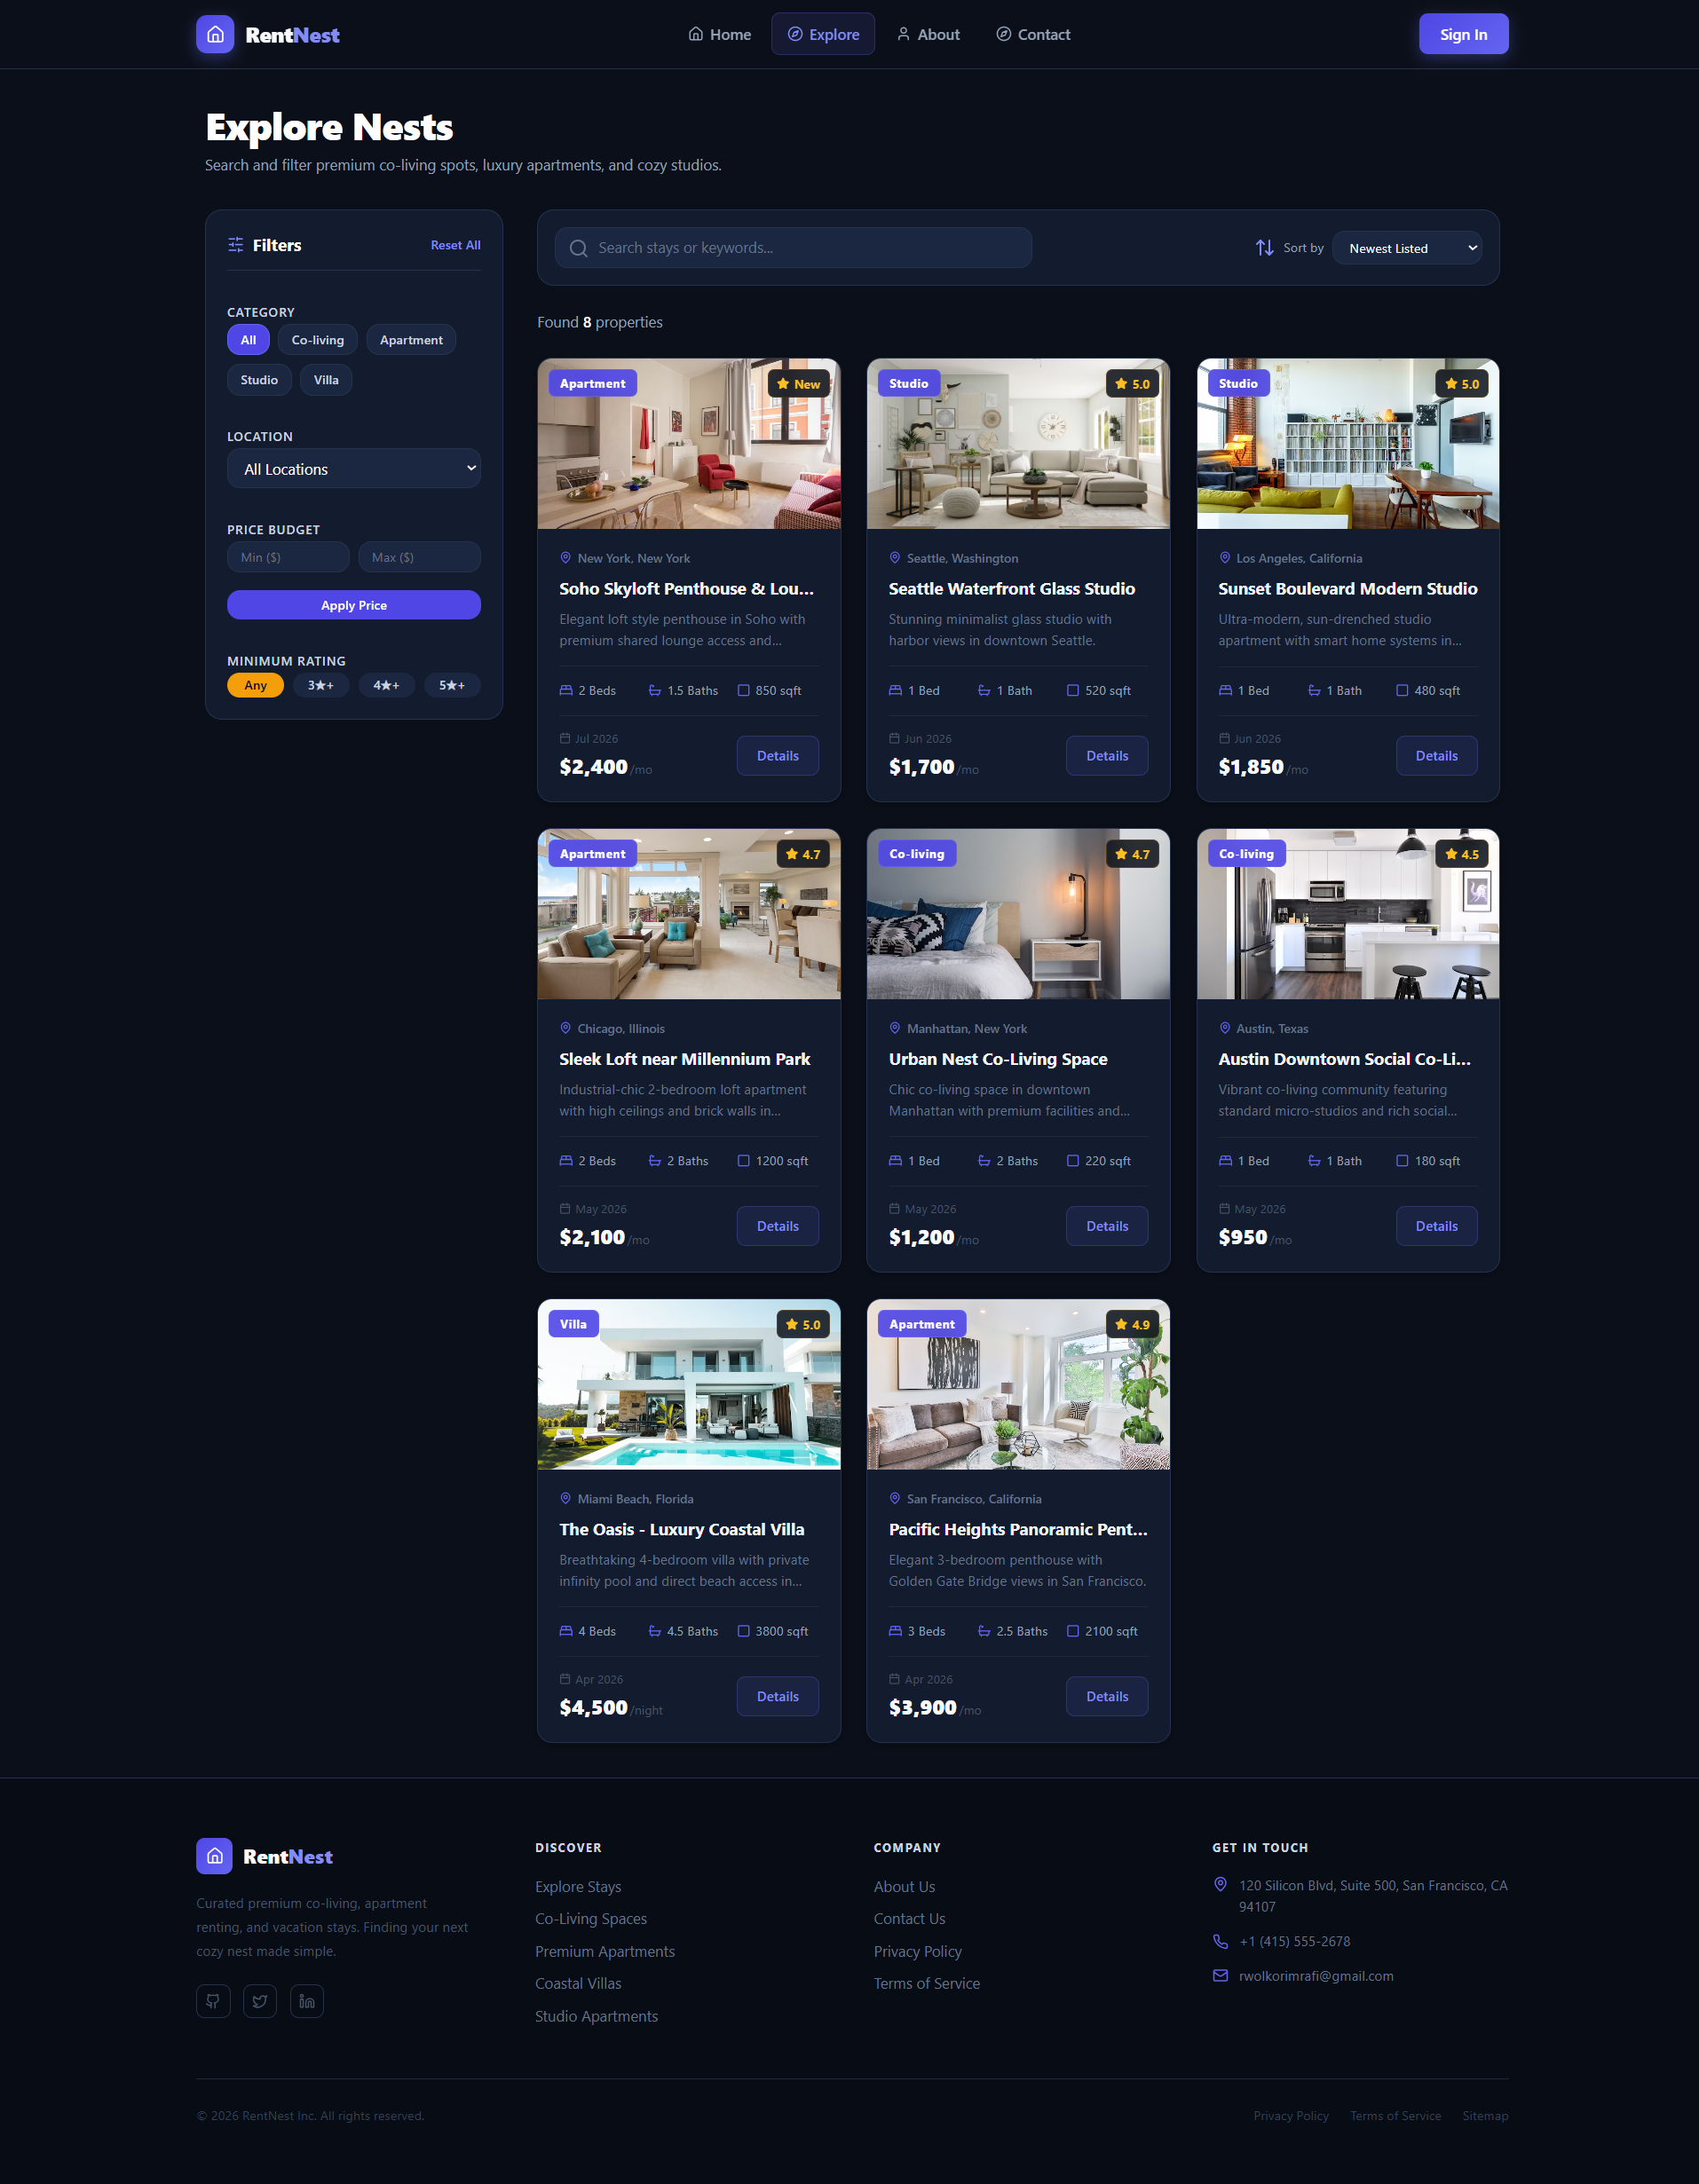 RentNest
Home
Explore
About
Contact
Sign In
Explore Nests
Search and filter premium co-living spots, luxury apartments, and cozy studios.
Filters
Reset All
CATEGORY
All
Co-living
Apartment
Studio
Villa
LOCATION
All Locations
PRICE BUDGET
Min ($)
Max ($)
Apply Price
MINIMUM RATING
Any
3★+
4★+
5★+
Search stays or keywords...
Sort by
Newest Listed
Found 8 properties
Apartment
★ New
New York, New York
Soho Skyloft Penthouse & Lou...
Elegant loft style penthouse in Soho with
premium shared lounge access and...
2 Beds
1.5 Baths
850 sqft
Jul 2026
$2,400 /mo
Details
Studio
★ 5.0
Seattle, Washington
Seattle Waterfront Glass Studio
Stunning minimalist glass studio with
harbor views in downtown Seattle.
1 Bed
1 Bath
520 sqft
Jun 2026
$1,700 /mo
Details
Studio
★ 5.0
Los Angeles, California
Sunset Boulevard Modern Studio
Ultra-modern, sun-drenched studio
apartment with smart home systems in...
1 Bed
1 Bath
480 sqft
Jun 2026
$1,850 /mo
Details
Apartment
★ 4.7
Chicago, Illinois
Sleek Loft near Millennium Park
Industrial-chic 2-bedroom loft apartment
with high ceilings and brick walls in...
2 Beds
2 Baths
1200 sqft
May 2026
$2,100 /mo
Details
Co-living
★ 4.7
Manhattan, New York
Urban Nest Co-Living Space
Chic co-living space in downtown
Manhattan with premium facilities and...
1 Bed
2 Baths
220 sqft
May 2026
$1,200 /mo
Details
Co-living
★ 4.5
Austin, Texas
Austin Downtown Social Co-Li...
Vibrant co-living community featuring
standard micro-studios and rich social...
1 Bed
1 Bath
180 sqft
May 2026
$950 /mo
Details
Villa
★ 5.0
Miami Beach, Florida
The Oasis - Luxury Coastal Villa
Breathtaking 4-bedroom villa with private
infinity pool and direct beach access in...
4 Beds
4.5 Baths
3800 sqft
Apr 2026
$4,500 /night
Details
Apartment
★ 4.9
San Francisco, California
Pacific Heights Panoramic Pent...
Elegant 3-bedroom penthouse with
Golden Gate Bridge views in San Francisco.
3 Beds
2.5 Baths
2100 sqft
Apr 2026
$3,900 /mo
Details
RentNest
Curated premium co-living, apartment
renting, and vacation stays. Finding your next
cozy nest made simple.
DISCOVER
Explore Stays
Co-Living Spaces
Premium Apartments
Coastal Villas
Studio Apartments
COMPANY
About Us
Contact Us
Privacy Policy
Terms of Service
GET IN TOUCH
120 Silicon Blvd, Suite 500, San Francisco, CA
94107
+1 (415) 555-2678
rwolkorimrafi@gmail.com
© 2026 RentNest Inc. All rights reserved.
Privacy Policy
Terms of Service
Sitemap